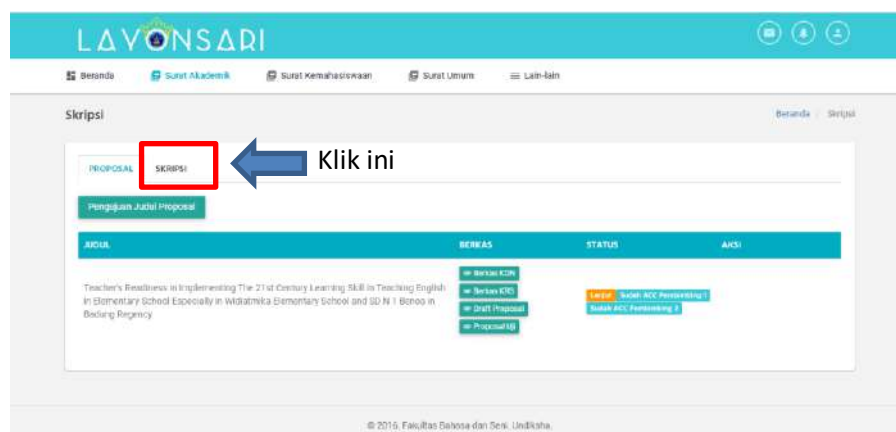 LAVONSARI
Beranda
Surat Akademik
Surat Kemahasiswaan
Surat Umum
Lain-lain
Skripsi
Beranda / Skripsi
PROPOSAL
SKRIPSI
Klik ini
Pengajuan Judul Proposal
JUDUL
BERKAS
STATUS
AKSI
Teacher's Readiness in Implementing The 21st Century Learning Skill in Teaching English
in Elementary School Especially in Widiatmika Elementary School and SD N 1 Benoa in
Badung Regency
Berkas KRS
Draft Proposal
Proposal Uji
Lanjut
Sudah ACC Pembimbing 1
Sudah ACC Pembimbing 2
© 2016. Fakultas Bahasa dan Seni. Undiksha.